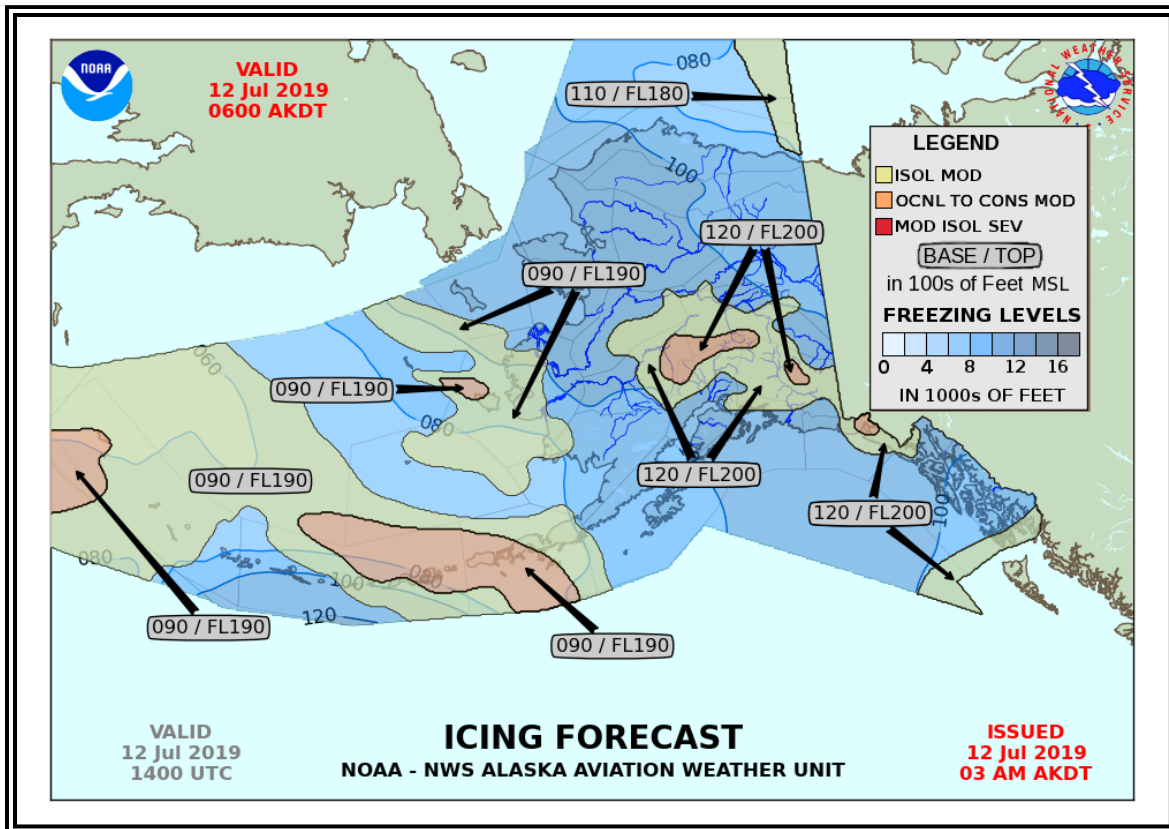 NOAA
VALID
12 Jul 2019
0600 AKDT
NATIONAL WEATHER SERVICE
080
110 / FL180
100
LEGEND
ISOL MOD
OCNL TO CONS MOD
MOD ISOL SEV
BASE / TOP
in 100s of Feet MSL
FREEZING LEVELS
0 4 8 12 16
IN 1000s OF FEET
120 / FL200
090 / FL190
060
090 / FL190
080
090 / FL190
120 / FL200
120 / FL200
100
080
100
080
120
090 / FL190
090 / FL190
VALID
12 Jul 2019
1400 UTC
ICING FORECAST
NOAA - NWS ALASKA AVIATION WEATHER UNIT
ISSUED
12 Jul 2019
03 AM AKDT